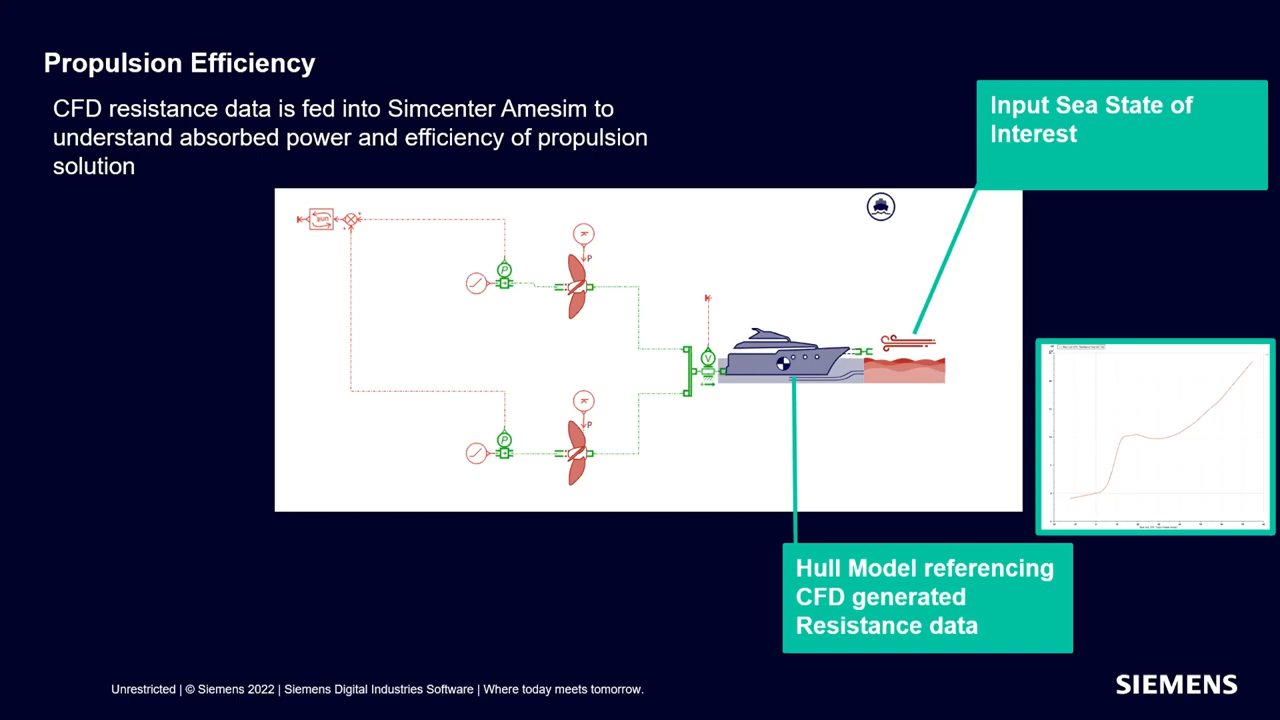 Propulsion Efficiency
CFD resistance data is fed into Simcenter Amesim to
understand absorbed power and efficiency of propulsion
solution
Input Sea State of
Interest
P
P
V
P
P
Hull Model referencing
CFD generated
Resistance data
Unrestricted | © Siemens 2022 | Siemens Digital Industries Software | Where today meets tomorrow.
SIEMENS